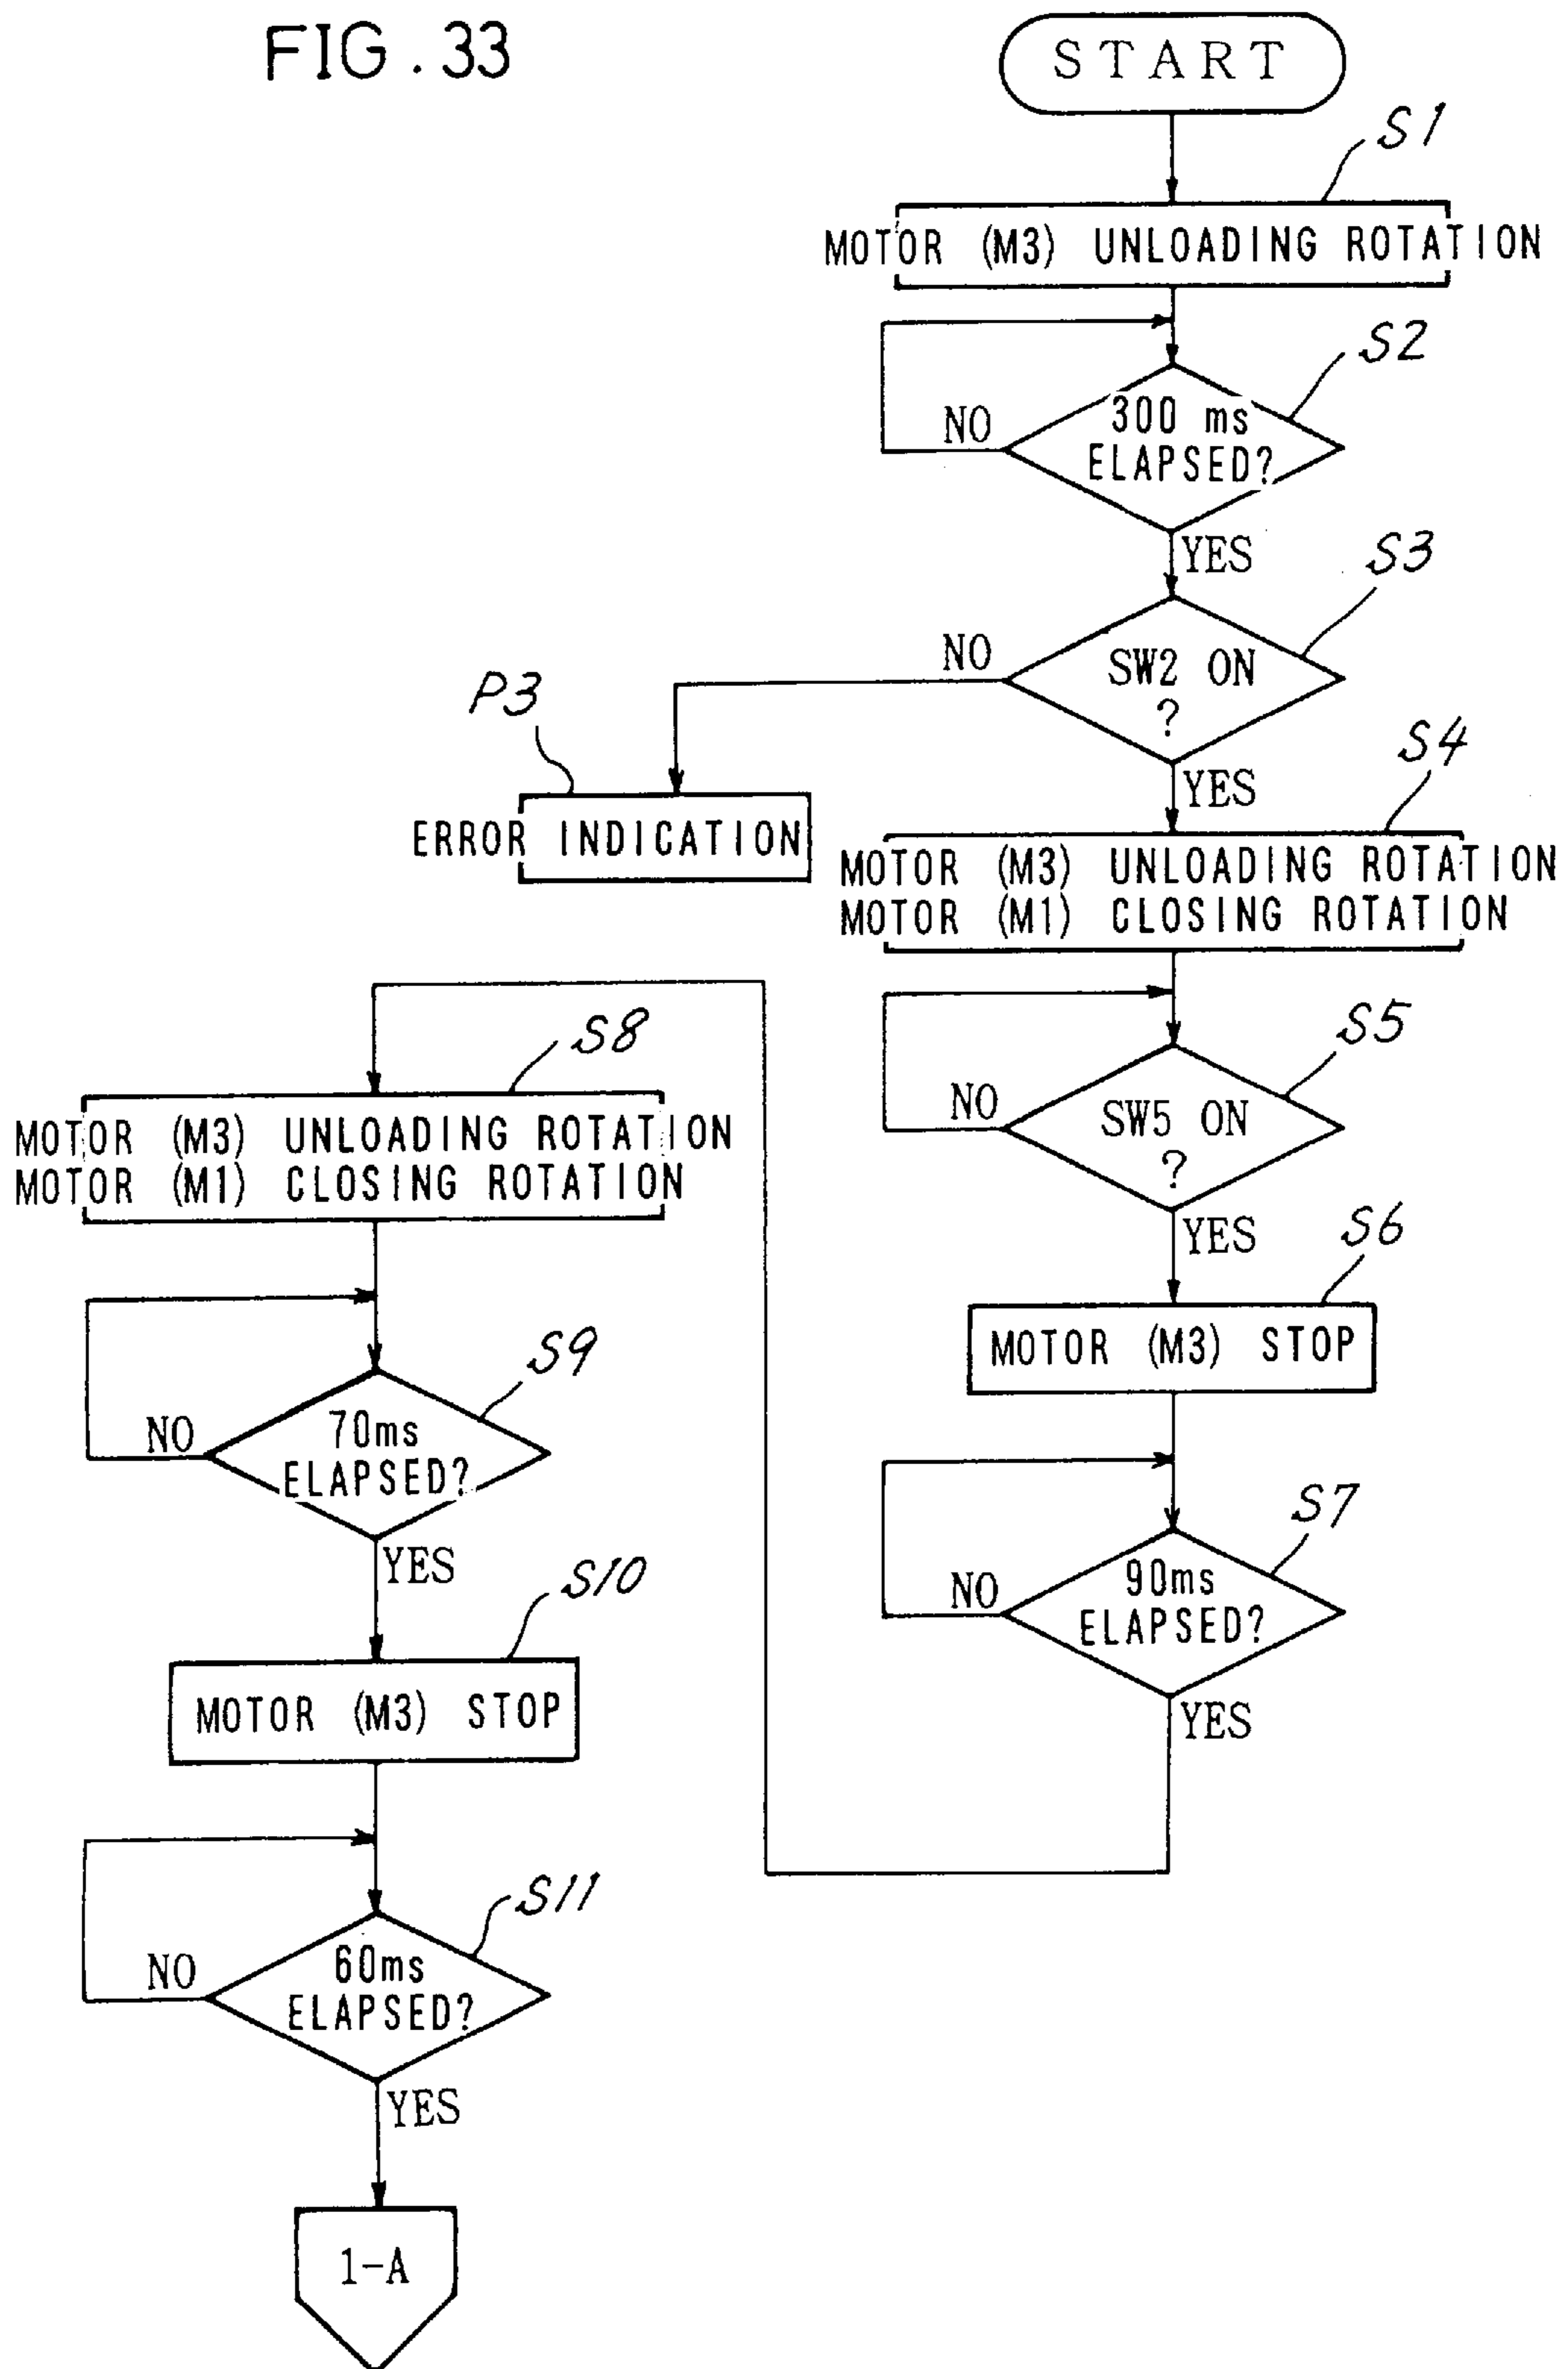 FIG. 33
START
S1
MOTOR (M3) UNLOADING ROTATION
S2
300 ms
ELAPSED?
NO
YES
S3
SW2 ON
?
NO
P3
ERROR INDICATION
YES
S4
MOTOR (M3) UNLOADING ROTATION
MOTOR (M1) CLOSING ROTATION
S5
SW5 ON
?
NO
YES
S6
MOTOR (M3) STOP
S7
90ms
ELAPSED?
NO
YES
S8
MOTOR (M3) UNLOADING ROTATION
MOTOR (M1) CLOSING ROTATION
S9
70ms
ELAPSED?
NO
YES
S10
MOTOR (M3) STOP
S11
60ms
ELAPSED?
NO
YES
1-A